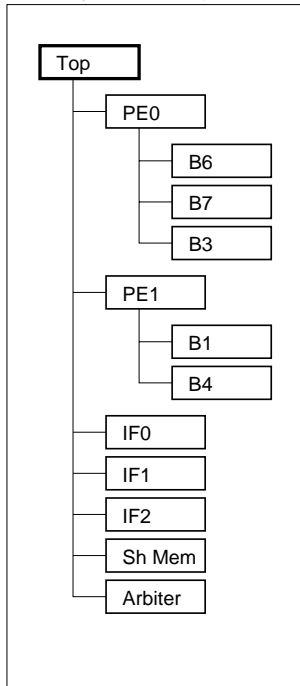 Top
PE0
B6
B7
B3
PE1
B1
B4
IF0
IF1
IF2
Sh Mem
Arbiter